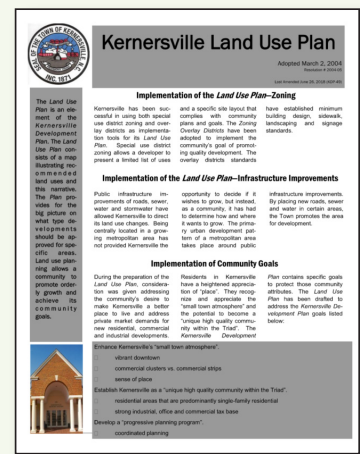 SEAL OF THE TOWN OF KERNERSVILLE, N.C.
INC. 1871
Kernersville Land Use Plan
Adopted March 2, 2004
The Land Use
Plan is an ele-
ment of the
Kernersville
Development
Plan. The Land
Use Plan con-
sists of a map
illustrating rec-
ommended
land uses and
this narrative.
The Plan pro-
vides for the
big picture on
what type de-
velopments
should be ap-
proved for spe-
cific areas.
Land use plan-
ning allows a
community to
promote order-
ly growth and
achieve its
community
goals.
Implementation of the Land Use Plan—Zoning
Kernersville has been suc-
cessful in using both special
use district zoning and over-
lay districts as implementa-
tion tools for its Land Use
Plan. Special use district
zoning allows a developer to
present a limited list of uses
and a specific site layout that
complies with community
plans and goals. The Zoning
Overlay Districts have been
adopted to implement the
community's goal of promot-
ing quality development. The
overlay districts standards
have established minimum
building design, sidewalk,
landscaping and signage
standards.
Implementation of the Land Use Plan—Infrastructure Improvements
Public infrastructure im-
provements of roads, sewer,
water and stormwater have
allowed Kernersville to direct
its land use changes. Being
centrally located in a grow-
ing metropolitan area has
not provided Kernersville the
opportunity to decide if it
wishes to grow, but instead,
as a community, it has had
to determine how and where
it wants to grow. The prima-
ry urban development pat-
tern of a metropolitan area
takes place around public
infrastructure improvements.
By placing new roads, sewer
and water in certain areas,
the Town promotes the area
for development.
Implementation of Community Goals
During the preparation of the
Land Use Plan, considera-
tion was given addressing
the community's desire to
make Kernersville a better
place to live and address
private market demands for
new residential, commercial
and industrial developments.
Residents in Kernersville
have a heightened apprecia-
tion of "place". They recog-
nize and appreciate the
"small town atmosphere" and
the potential to become a
"unique high quality commu-
nity within the Triad". The
Kernersville Development
Plan contains specific goals
to protect those community
attributes. The Land Use
Plan has been drafted to
address the Kernersville De-
velopment Plan goals listed
below:
Enhance Kernersville's "small town atmosphere".
vibrant downtown
commercial clusters vs. commercial strips
sense of place
Establish Kernersville as a "unique high quality community within the Triad".
residential areas that are predominantly single-family residential
strong industrial, office and commercial tax base
Develop a "progressive planning program".
coordinated planning